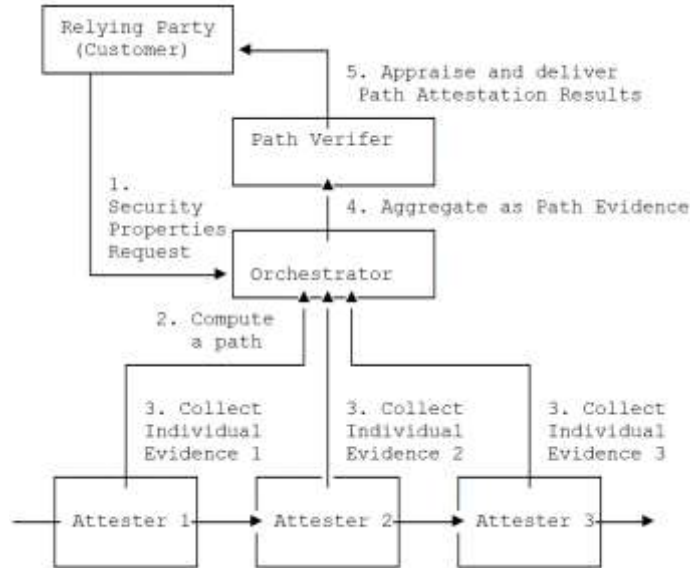 Relying Party
(Customer)
5. Appraise and deliver
Path Attestation Results
Path Verifer
1.
Security
Properties
Request
4. Aggregate as Path Evidence
Orchestrator
2. Compute
a path
3. Collect
Individual
Evidence 1
3. Collect
Individual
Evidence 2
3. Collect
Individual
Evidence 3
Attester 1
Attester 2
Attester 3